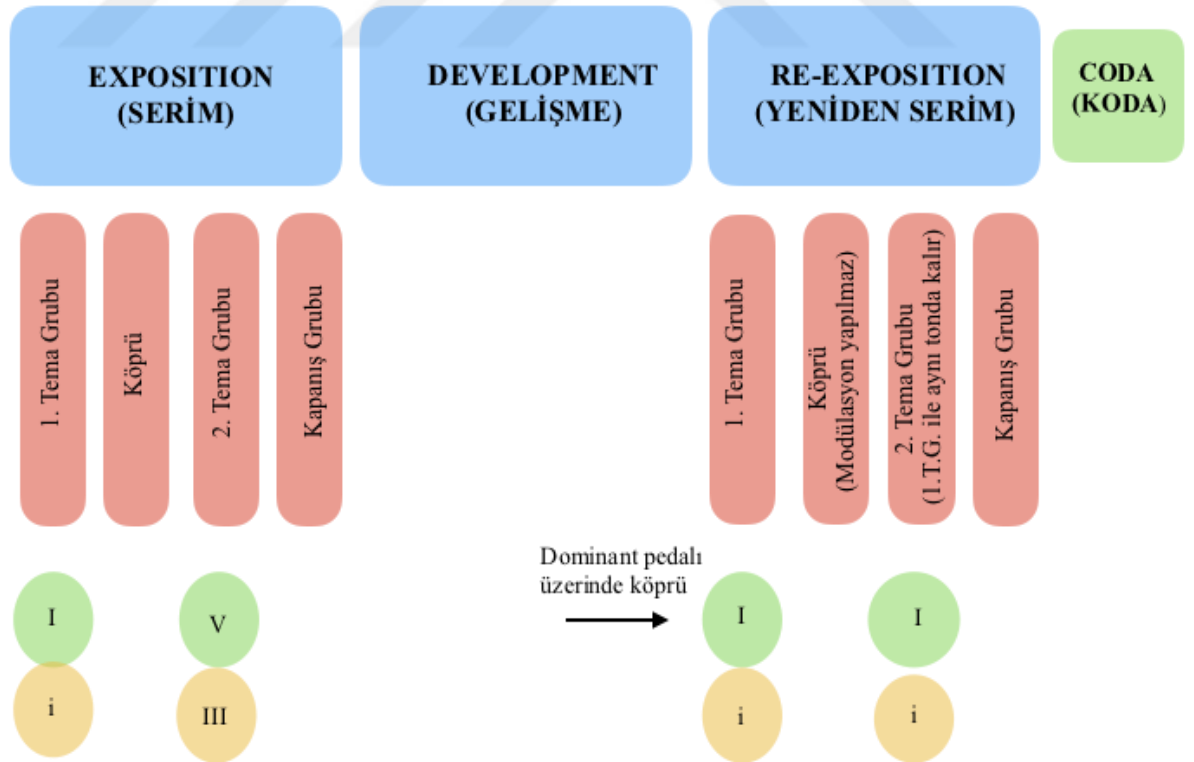 EXPOSITION
(SERİM)
DEVELOPMENT
(GELİŞME)
RE-EXPOSITION
(YENİDEN SERİM)
CODA
(KODA)
1. Tema Grubu
Köprü
2. Tema Grubu
Kapanış Grubu
1. Tema Grubu
Köprü
(Modülasyon yapılmaz)
2. Tema Grubu
(1.T.G. ile aynı tonda kalır)
Kapanış Grubu
Dominant pedalı
üzerinde köprü
I
V
I
I
i
III
i
i